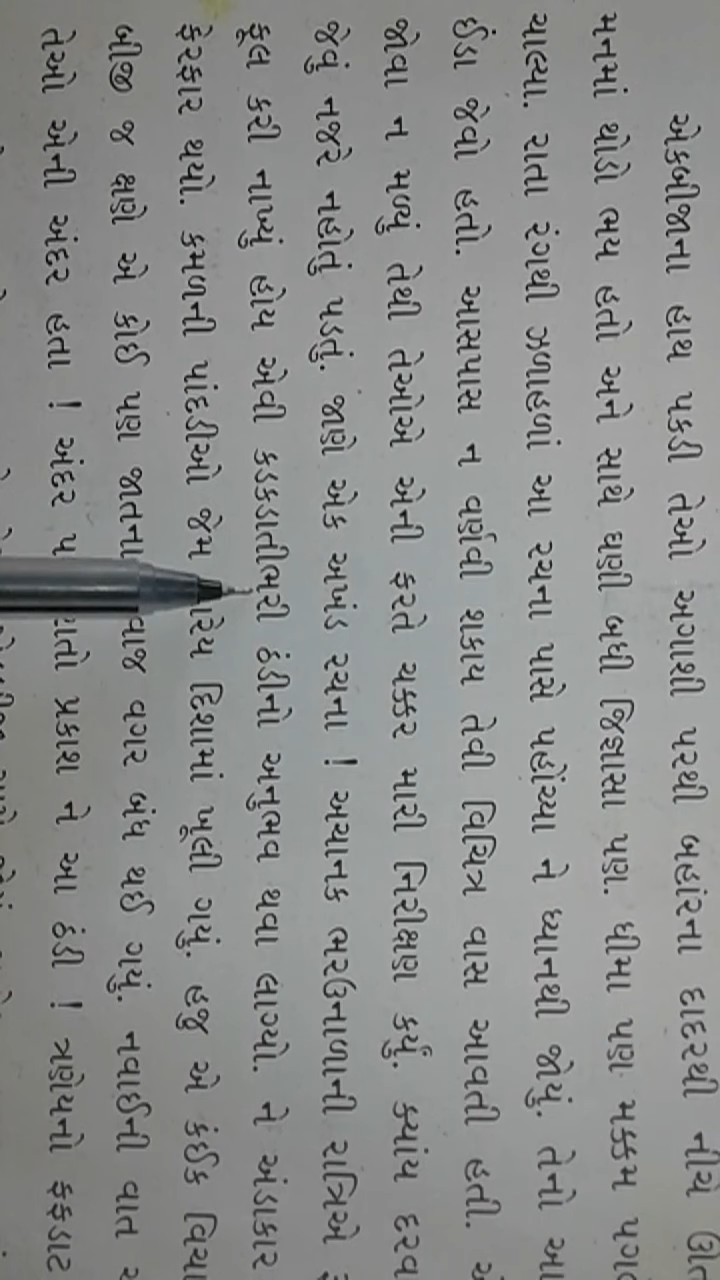 એકબીજાના હાથ પકડી તેઓ અગાશી પરથી બહારના દાદરથી નીચે
મનમાં થોડો ભય હતો અને સાથે ઘણી બધી જિજ્ઞાસા પણ. ધીમા પણ મક્કમ પગ
ચાલ્યા. રાતા રંગથી ઝળાહળાં આ રચના પાસે પહોંચ્યા ને ધ્યાનથી જોયું. તેનો આ
ઈંડા જેવો હતો. આસપાસ ન વર્ણવી શકાય તેવી વિચિત્ર વાસ આવતી હતી.
જોવા ન મળ્યું તેથી તેઓએ એની ફરતે ચક્કર મારી નિરીક્ષણ કર્યું. ક્યાંય દરવ
જેવું નજરે નહોતું પડતું. જાણે એક અખંડ રચના ! અચાનક ભરઉનાળાની રાત્રિએ
ફૂલ કરી નાખ્યું હોય એવી કડકડાતીભરી ઠંડીનો અનુભવ થવા લાગ્યો. ને અંડાકાર
ફેરફાર થયો. કમળની પાંદડીઓ જેમ દિશામાં ખૂલી ગયું. હજુ એ કંઈક વિચા
બીજી જ ક્ષણે એ કોઈ પણ જાતના વગર બંધ થઈ ગયું. નવાઈની વાત
તેઓ એની અંદર હતા ! અંદર પ્રકાશ ને આ ઠંડી ! ત્રણેયનો ફફડાટ